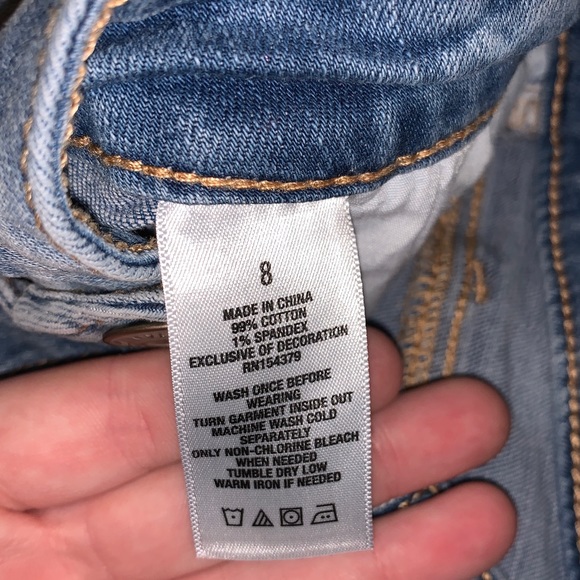 8
MADE IN CHINA
99% COTTON
1% SPANDEX
EXCLUSIVE OF DECORATION
RN154379
WASH ONCE BEFORE
WEARING
TURN GARMENT INSIDE OUT
MACHINE WASH COLD
SEPARATELY
ONLY NON-CHLORINE BLEACH
WHEN NEEDED
TUMBLE DRY LOW
WARM IRON IF NEEDED